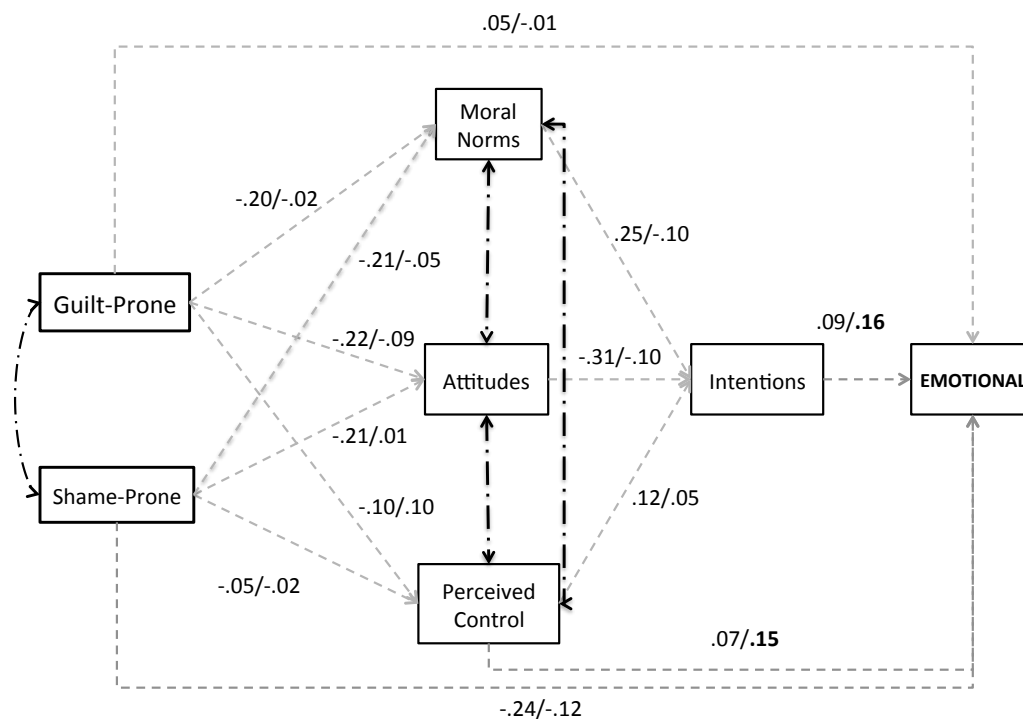 .05/-.01
Moral
Norms
-.20/-.02
-.21/-.05
.25/-.10
Guilt-Prone
-.22/-.09
-.31/-.10
.09/.16
Attitudes
Intentions
EMOTIONAL
-.21/.01
Shame-Prone
-.10/.10
.12/.05
-.05/-.02
Perceived
Control
.07/.15
-.24/-.12